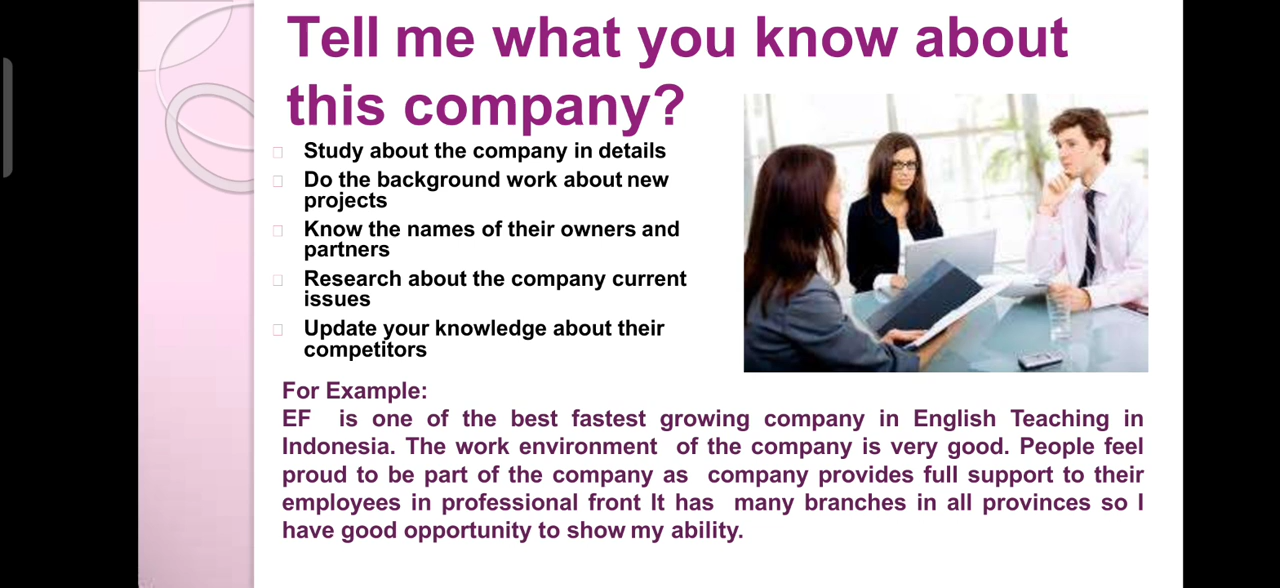 Tell me what you know about
this company?
Study about the company in details
Do the background work about new
projects
Know the names of their owners and
partners
Research about the company current
issues
Update your knowledge about their
competitors
For Example:
EF is one of the best fastest growing company in English Teaching in
Indonesia. The work environment of the company is very good. People feel
proud to be part of the company as company provides full support to their
employees in professional front It has many branches in all provinces so I
have good opportunity to show my ability.